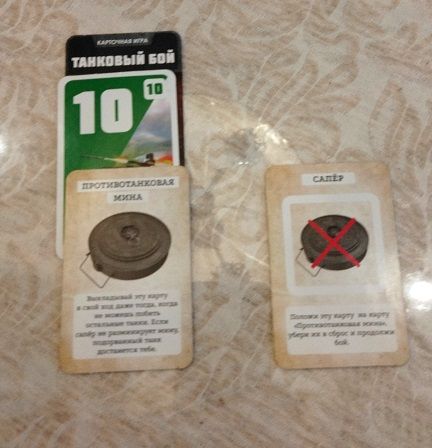 КАРТОЧНАЯ ИГРА
ТАНКОВЫЙ БОЙ
10
10
ПРОТИВОТАНКОВАЯ
МИНА
Выкладывай эту карту
в свой ход даже тогда, когда
не можешь побить
остальные танки. Если
сапёр не разминирует мину,
подорванный танк
достанется тебе.
САПЁР
Положи эту карту на карту
«Противотанковая мина»,
убери их в сброс и продолжи
бой.